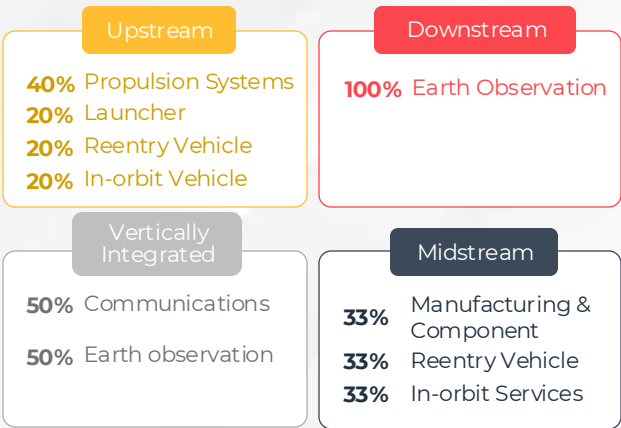 Upstream
40% Propulsion Systems
20% Launcher
20% Reentry Vehicle
20% In-orbit Vehicle
Downstream
100% Earth Observation
Vertically
Integrated
50% Communications
50% Earth observation
Midstream
33% Manufacturing &
Component
33% Reentry Vehicle
33% In-orbit Services